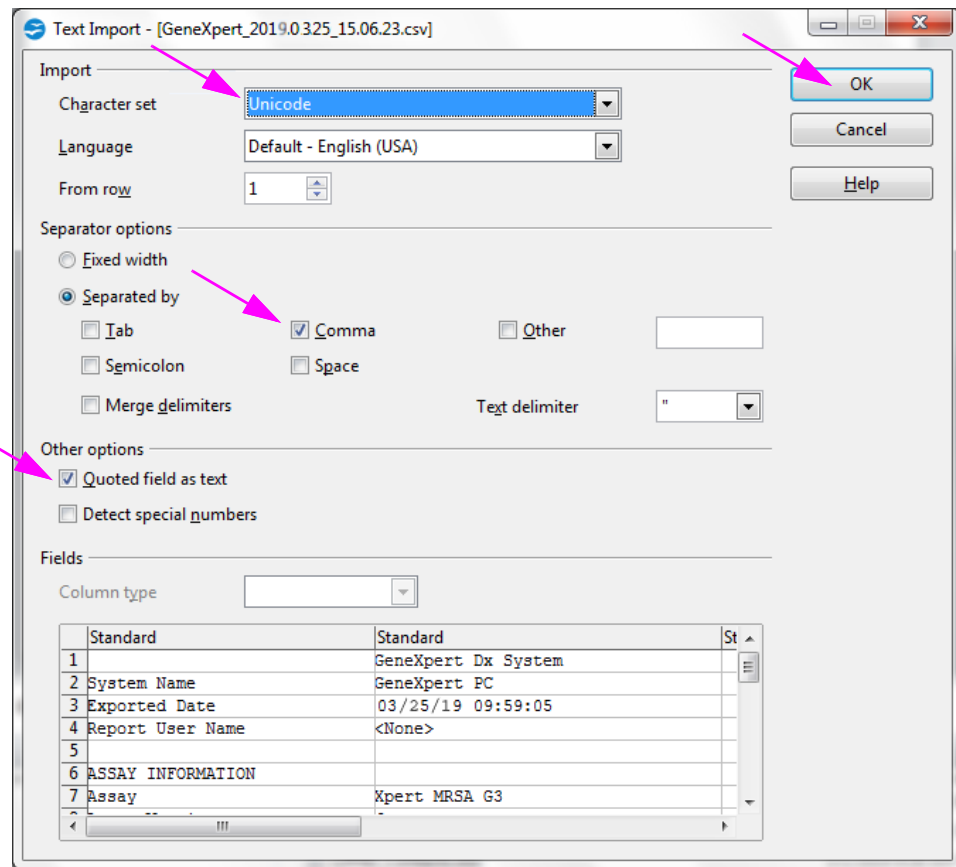 Text Import - [GeneXpert_2019.0325_15.06.23.csv]
Import
OK
Character set Unicode
Cancel
Language Default - English (USA)
From row 1
Help
Separator options
Fixed width
Separated by
Tab Comma Other
Semicolon Space
Merge delimiters Text delimiter "
Other options
Quoted field as text
Detect special numbers
Fields
Column type
Standard Standard St
1 GeneXpert Dx System
2 System Name GeneXpert PC
3 Exported Date 03/25/19 09:59:05
4 Report User Name <None>
5
6 ASSAY INFORMATION
7 Assay Xpert MRSA G3